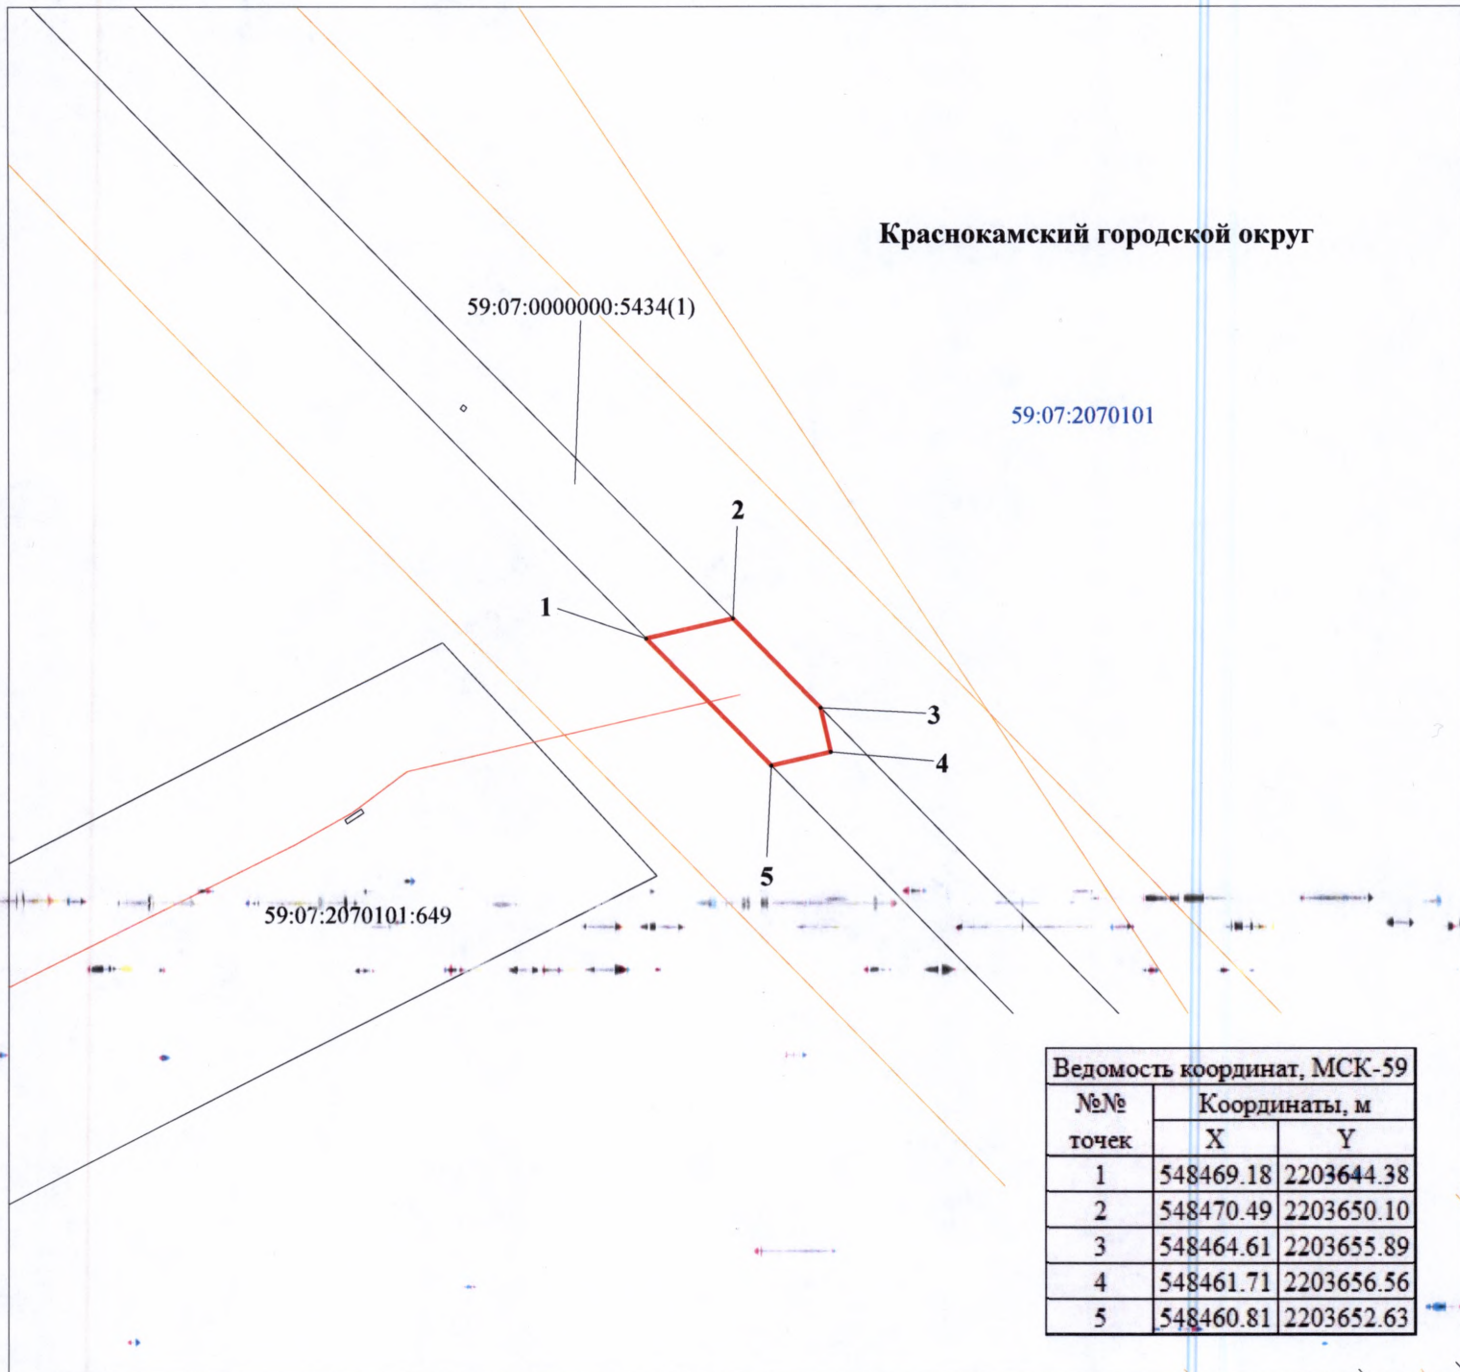 Краснокамский городской округ
59:07:0000000:5434(1)
59:07:2070101
2
1
3
4
5
59:07:2070101:649
Ведомость координат, МСК-59
№№ точек Координаты, м
X Y
1 548469.18 2203644.38
2 548470.49 2203650.10
3 548464.61 2203655.89
4 548461.71 2203656.56
5 548460.81 2203652.63